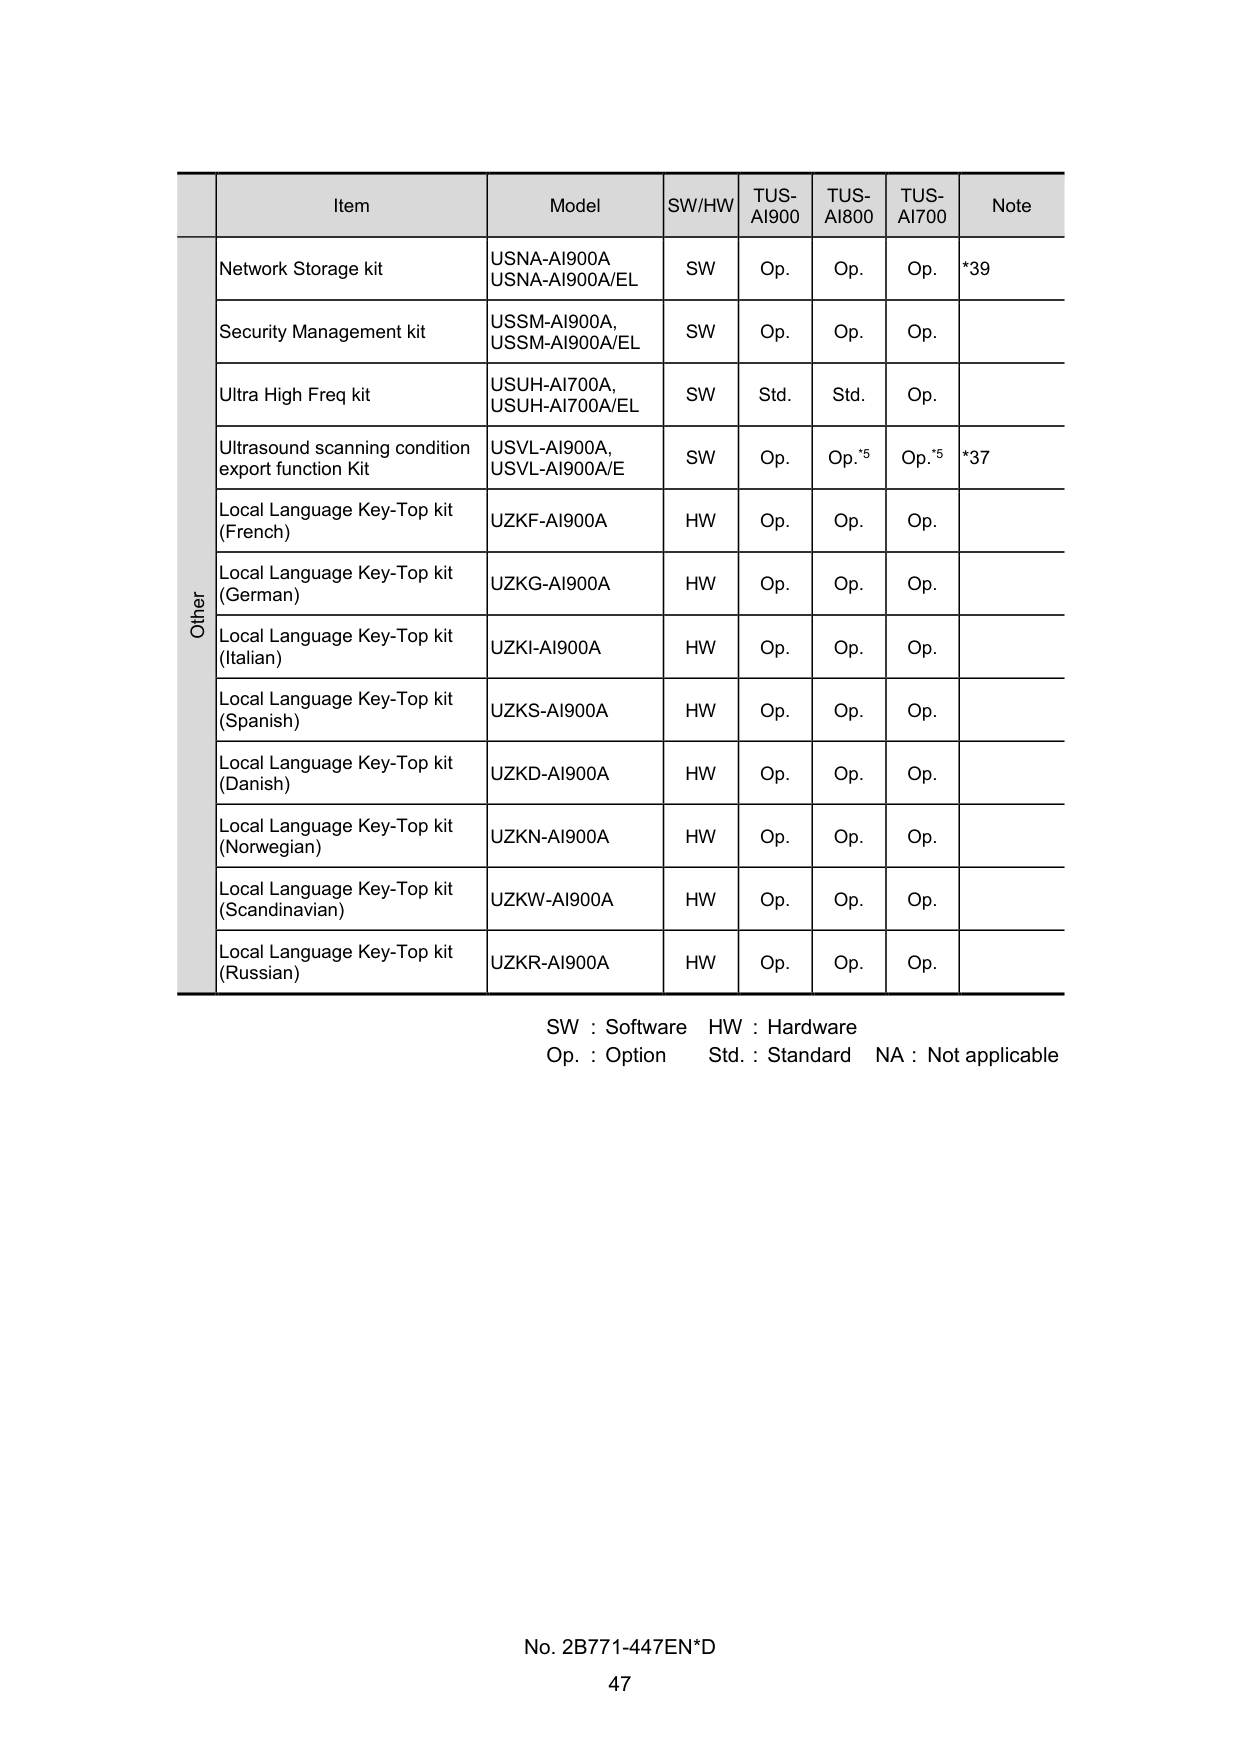 Item Model SW/HW TUS-AI900 TUS-AI800 TUS-AI700 Note
Other
Network Storage kit USNA-AI900A USNA-AI900A/EL SW Op. Op. Op. *39
Security Management kit USSM-AI900A, USSM-AI900A/EL SW Op. Op. Op.
Ultra High Freq kit USUH-AI700A, USUH-AI700A/EL SW Std. Std. Op.
Ultrasound scanning condition export function Kit USVL-AI900A, USVL-AI900A/E SW Op. Op.*5 Op.*5 *37
Local Language Key-Top kit (French) UZKF-AI900A HW Op. Op. Op.
Local Language Key-Top kit (German) UZKG-AI900A HW Op. Op. Op.
Local Language Key-Top kit (Italian) UZKI-AI900A HW Op. Op. Op.
Local Language Key-Top kit (Spanish) UZKS-AI900A HW Op. Op. Op.
Local Language Key-Top kit (Danish) UZKD-AI900A HW Op. Op. Op.
Local Language Key-Top kit (Norwegian) UZKN-AI900A HW Op. Op. Op.
Local Language Key-Top kit (Scandinavian) UZKW-AI900A HW Op. Op. Op.
Local Language Key-Top kit (Russian) UZKR-AI900A HW Op. Op. Op.
SW : Software HW : Hardware
Op. : Option Std. : Standard NA : Not applicable
No. 2B771-447EN*D
47